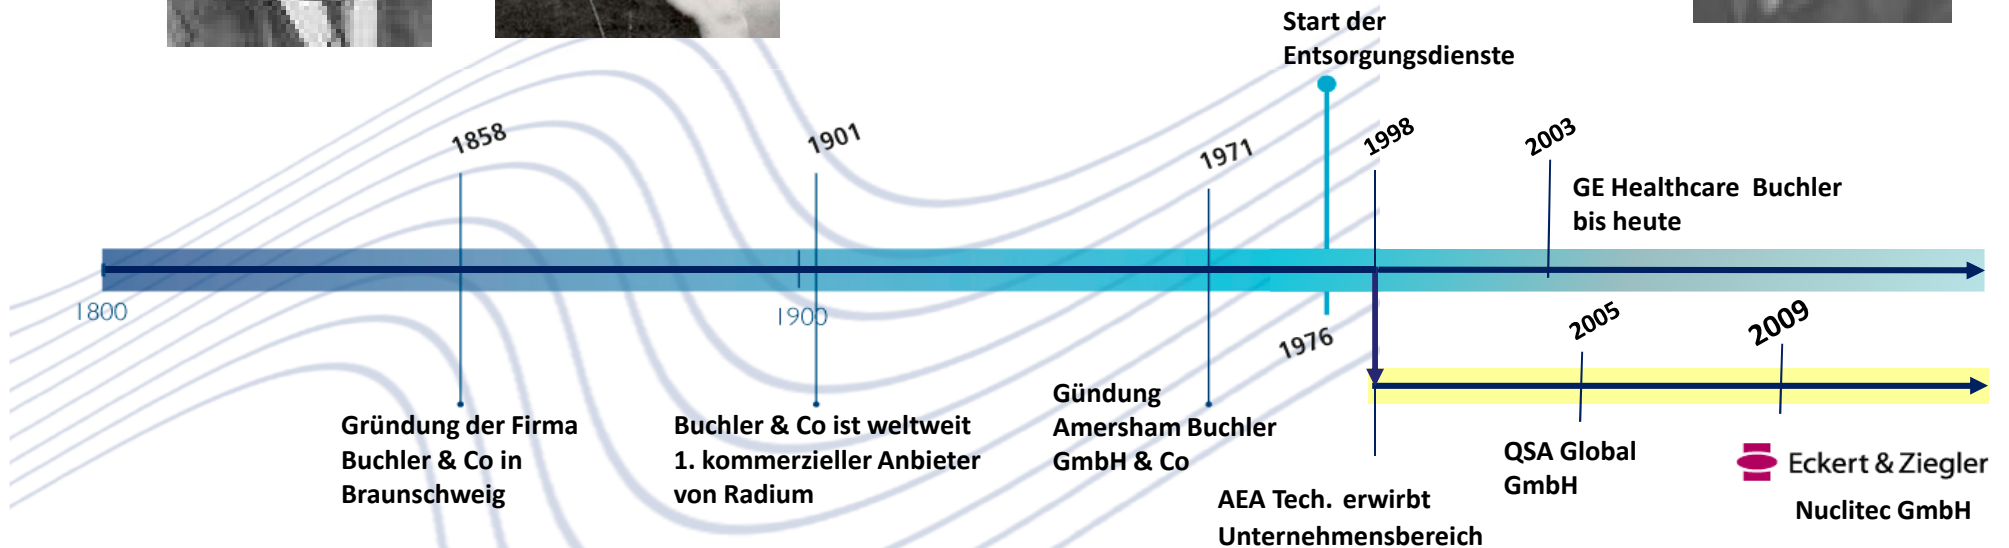 Start der
Entsorgungsdienste
1858
1901
1971
1998
2003
GE Healthcare Buchler
bis heute
1800
1900
1976
2005
2009
Gründung der Firma
Buchler & Co in
Braunschweig
Buchler & Co ist weltweit
1. kommerzieller Anbieter
von Radium
Gündung
Amersham Buchler
GmbH & Co
AEA Tech. erwirbt
Unternehmensbereich
QSA Global
GmbH
Eckert & Ziegler
Nuclitec GmbH